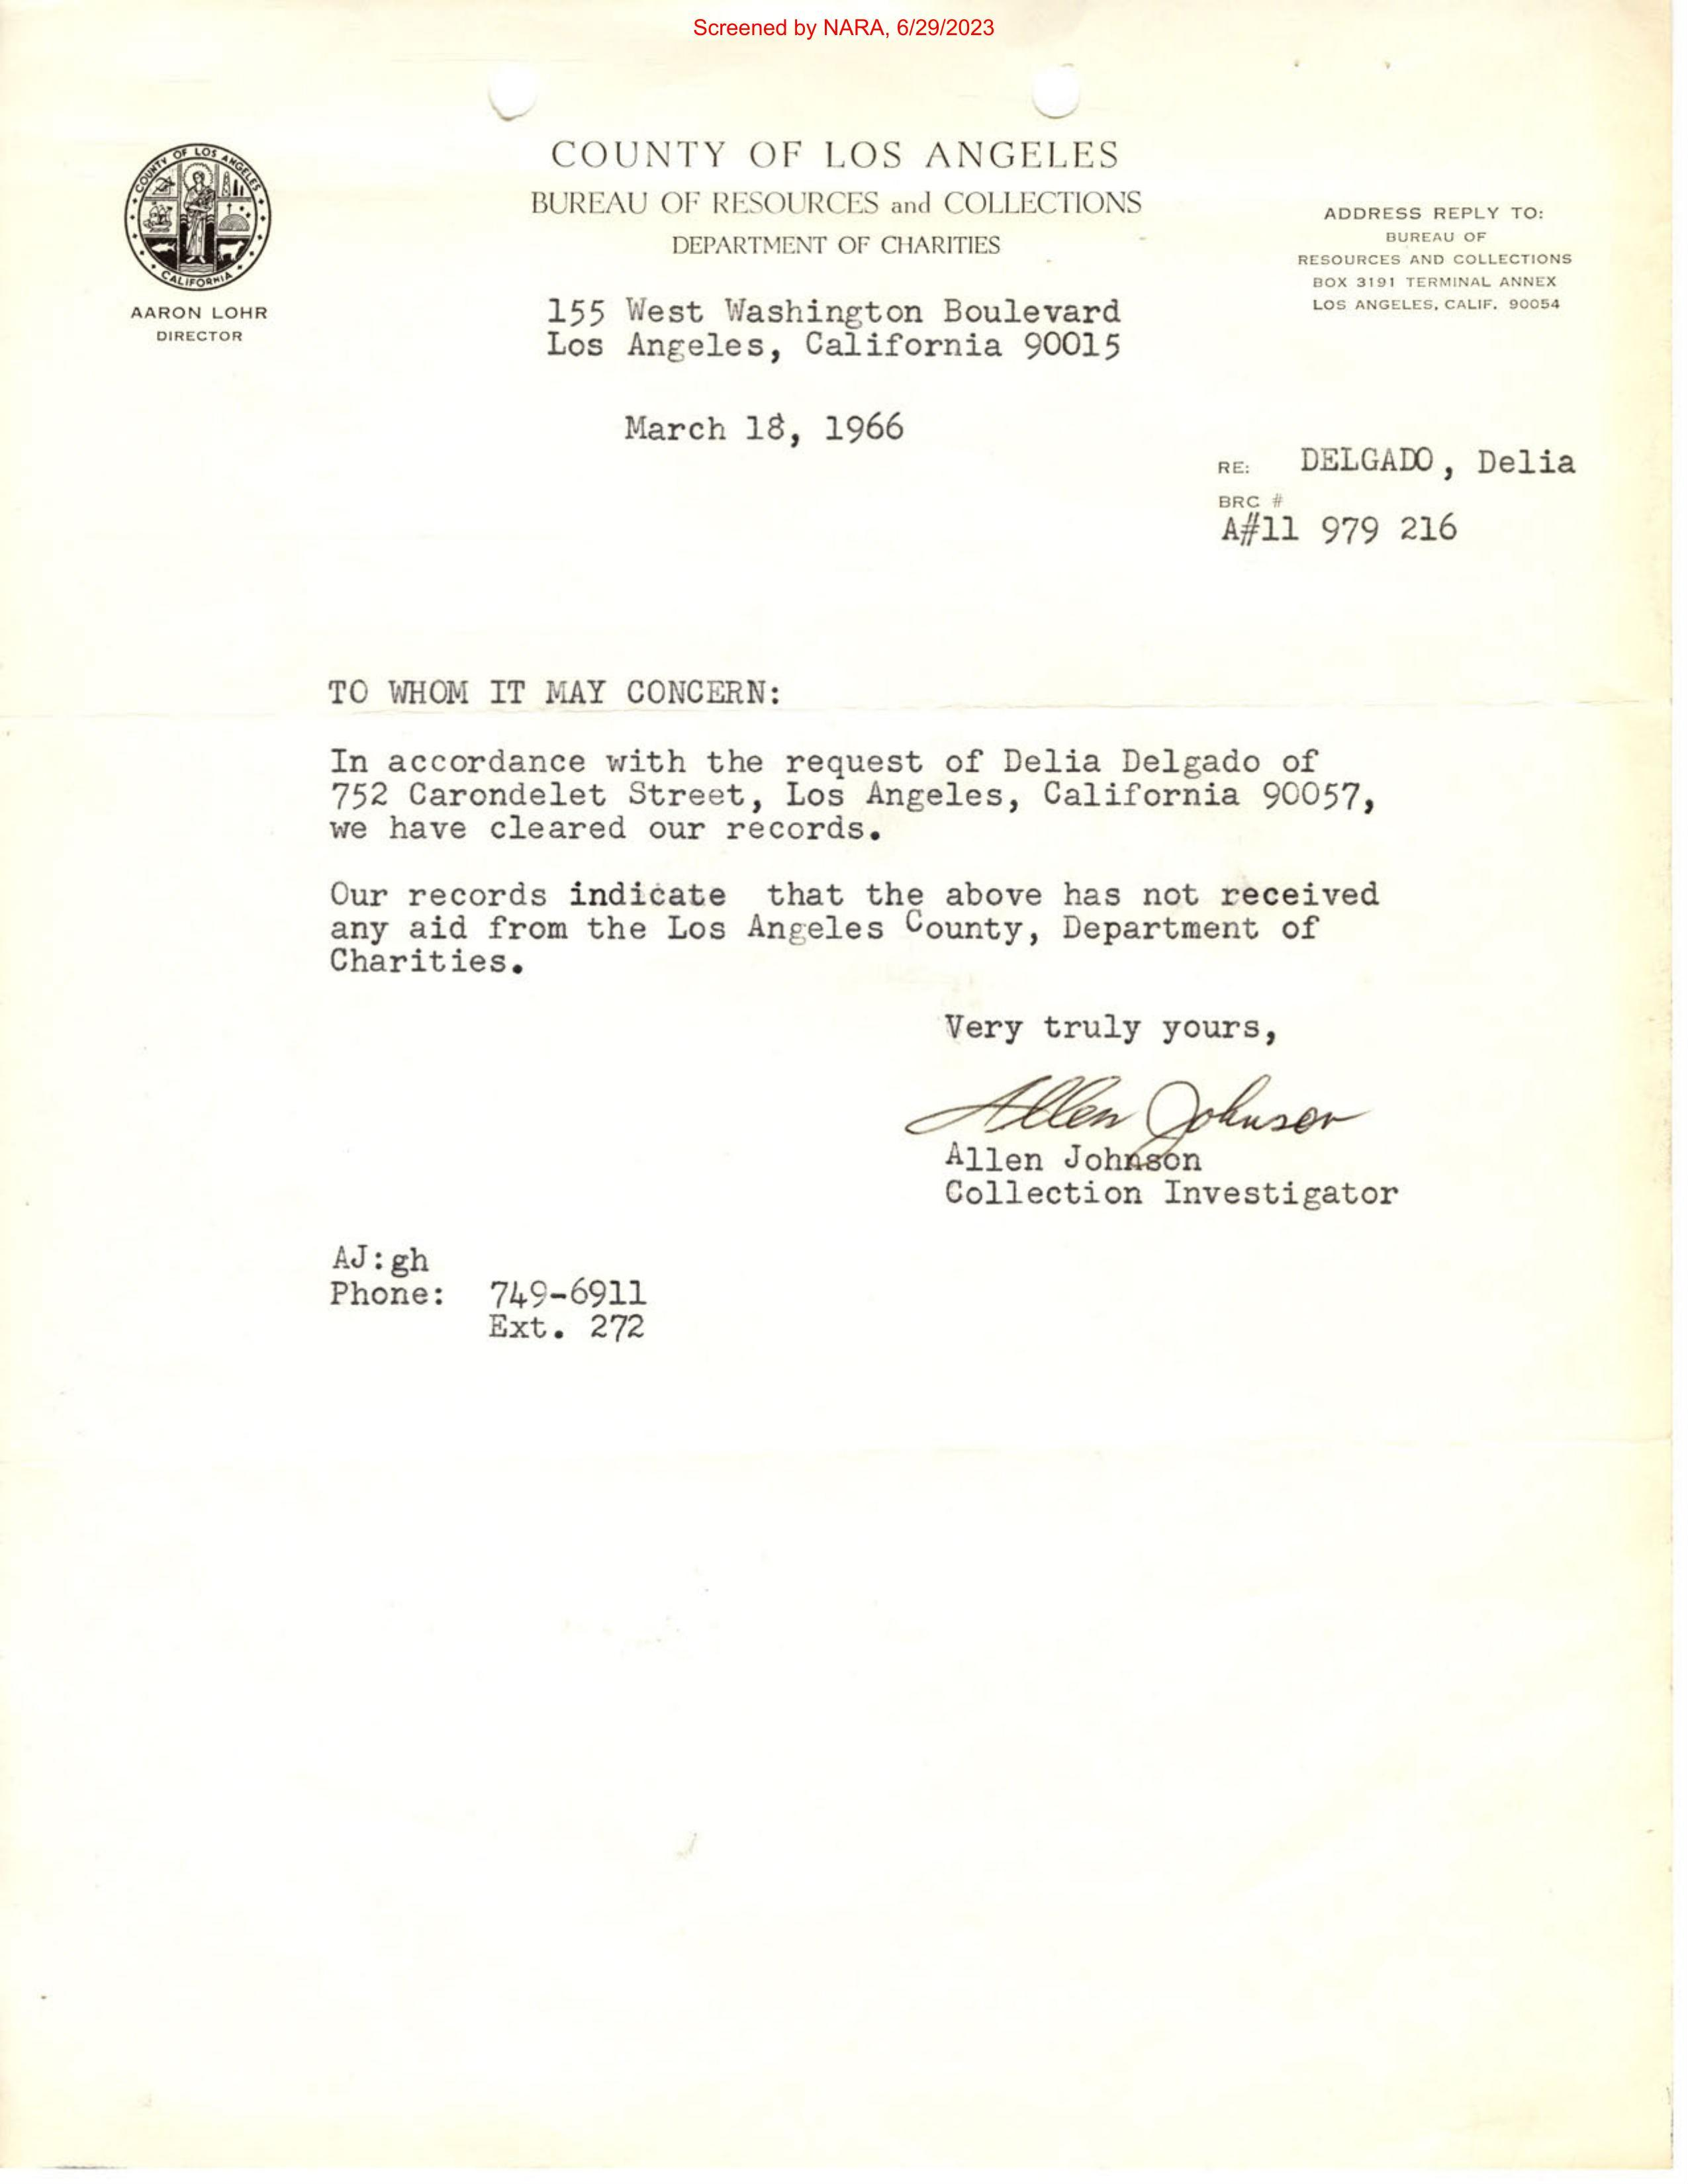 Screened by NARA, 6/29/2023
COUNTY OF LOS ANGELES
CALIFORNIA
AARON LOHR
DIRECTOR
COUNTY OF LOS ANGELES
BUREAU OF RESOURCES and COLLECTIONS
DEPARTMENT OF CHARITIES
155 West Washington Boulevard
Los Angeles, California 90015
ADDRESS REPLY TO:
BUREAU OF
RESOURCES AND COLLECTIONS
BOX 3191 TERMINAL ANNEX
LOS ANGELES, CALIF. 90054
March 18, 1966
RE: DELGADO, Delia
BRC #
A#11 979 216
TO WHOM IT MAY CONCERN:
In accordance with the request of Delia Delgado of
752 Carondelet Street, Los Angeles, California 90057,
we have cleared our records.
Our records indicate that the above has not received
any aid from the Los Angeles County, Department of
Charities.
Very truly yours,
Allen Johnson
Allen Johnson
Collection Investigator
AJ:gh
Phone: 749-6911
Ext. 272